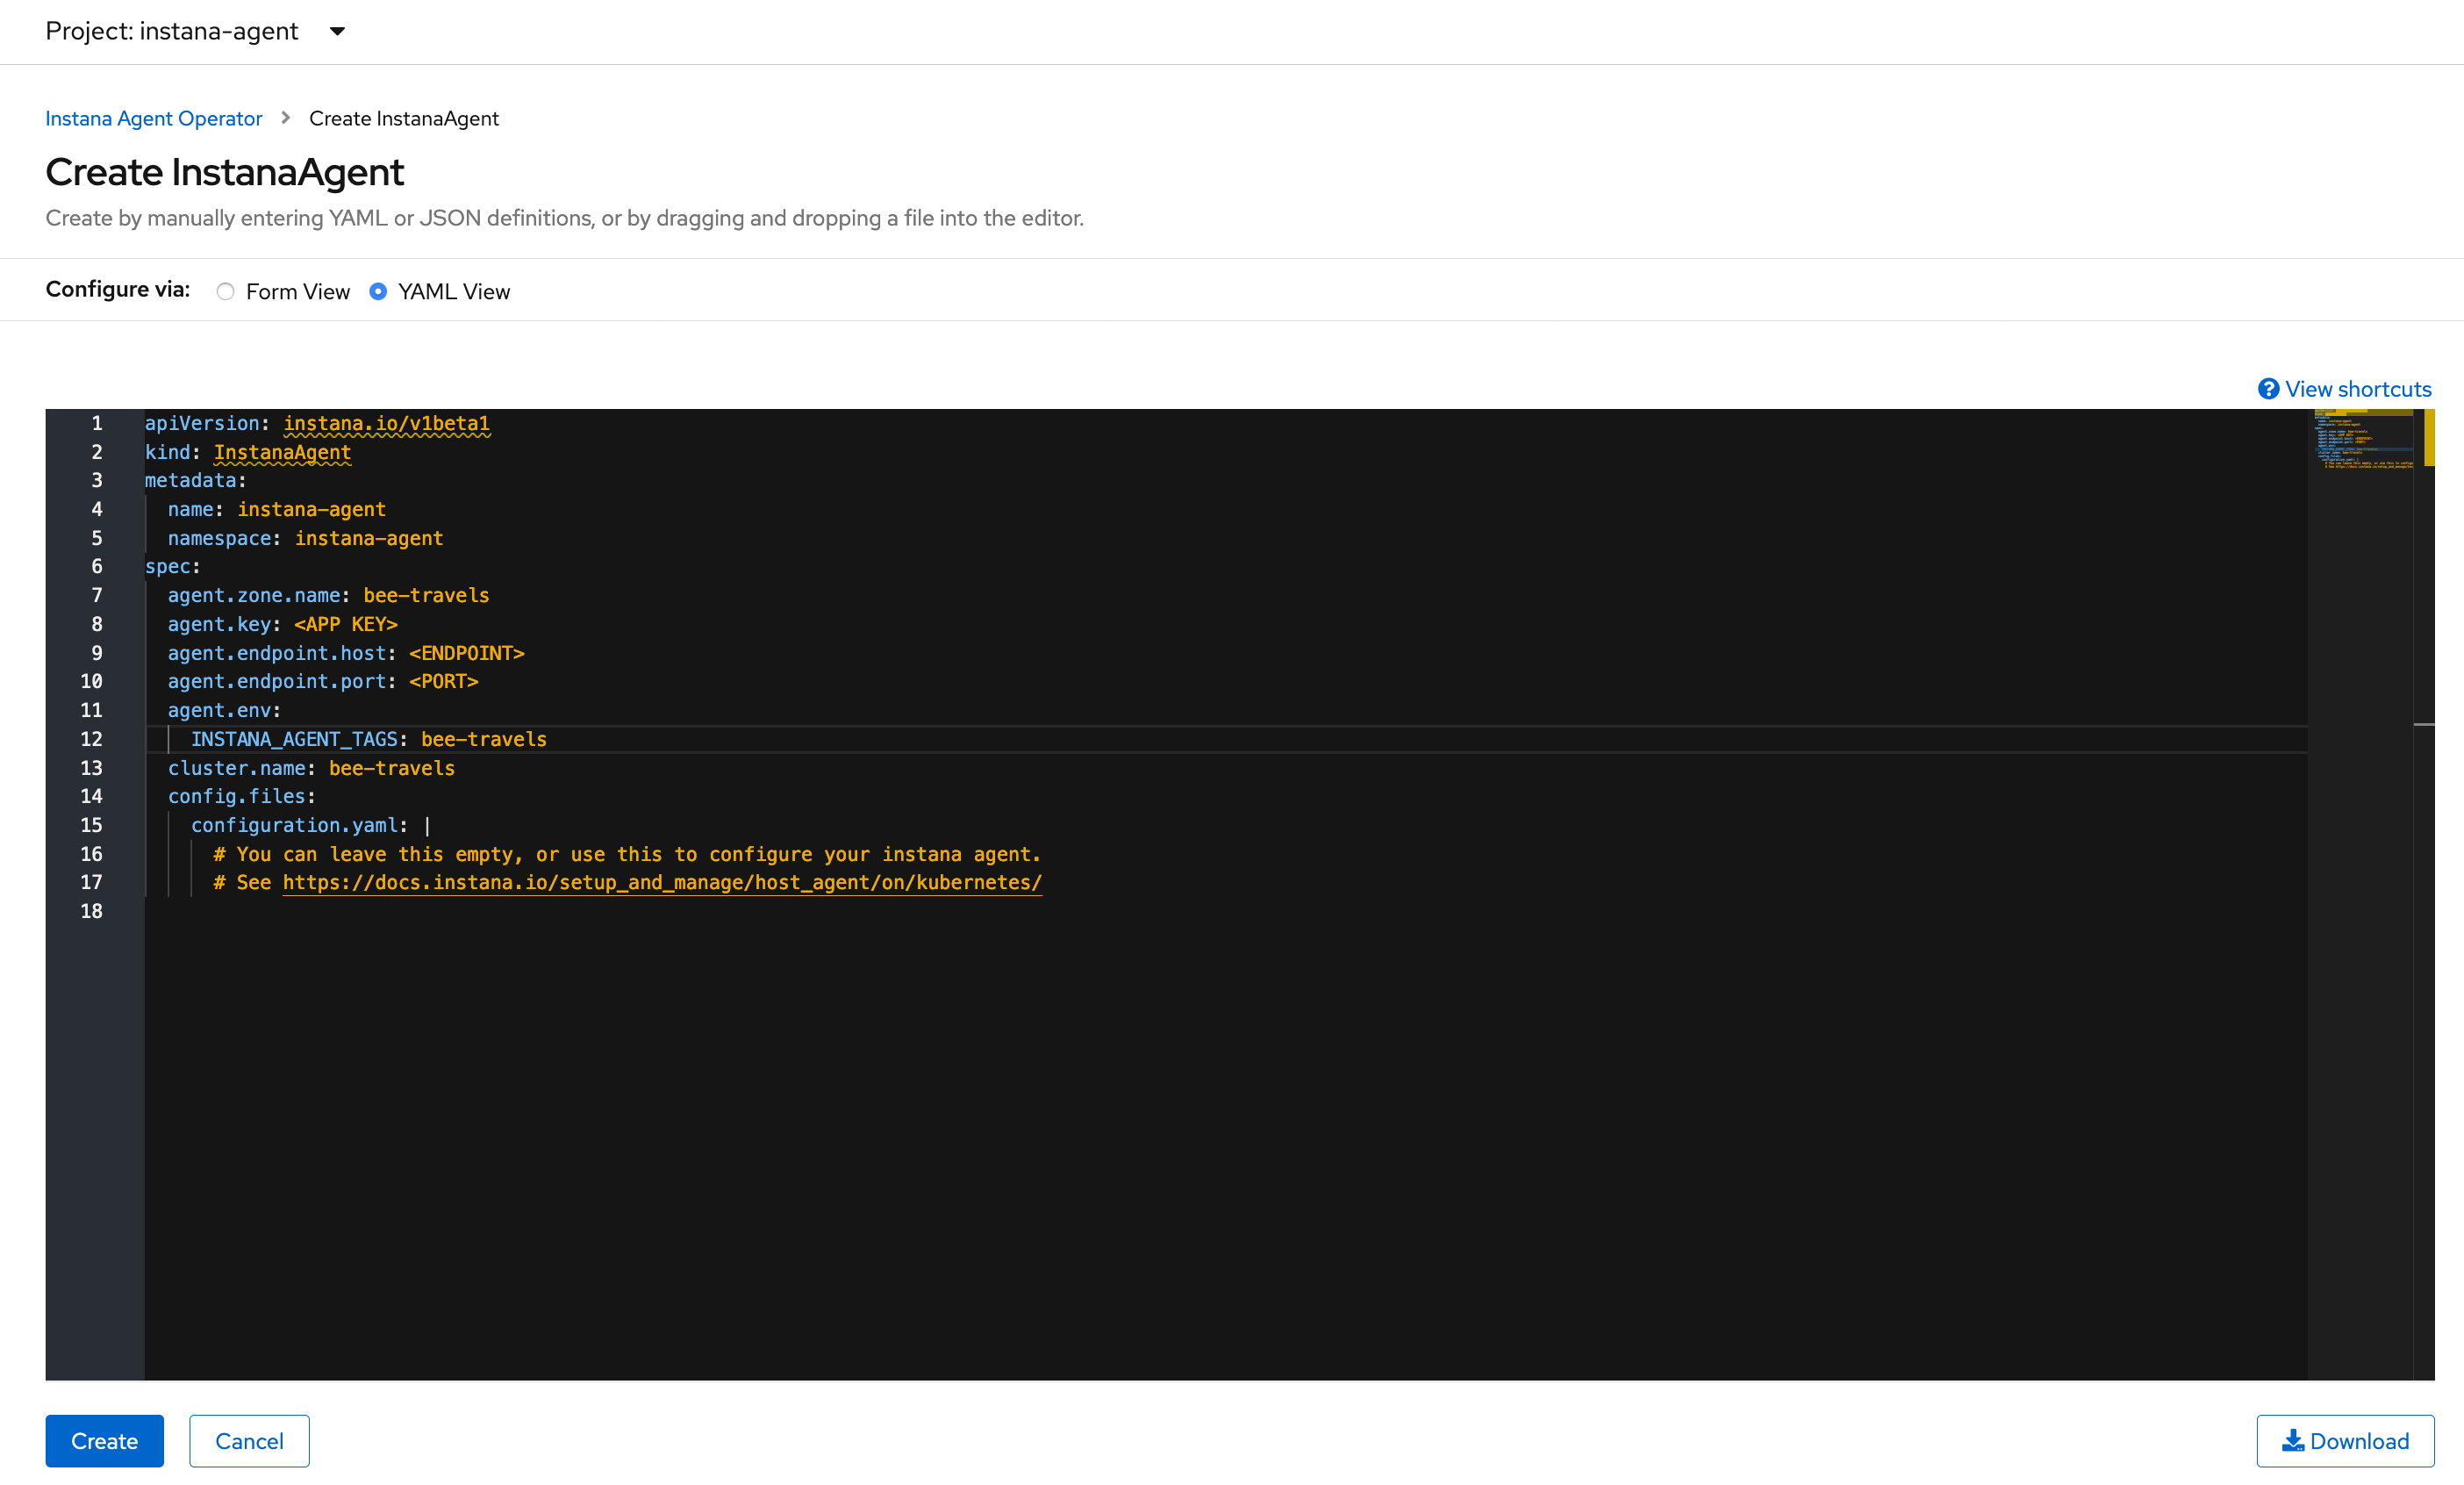 Project: instana-agent
Instana Agent Operator > Create InstanaAgent
Create InstanaAgent
Create by manually entering YAML or JSON definitions, or by dragging and dropping a file into the editor.
Configure via: Form View YAML View
View shortcuts
1 apiVersion: instana.io/v1beta1
2 kind: InstanaAgent
3 metadata:
4   name: instana-agent
5   namespace: instana-agent
6 spec:
7   agent.zone.name: bee-travels
8   agent.key: <APP KEY>
9   agent.endpoint.host: <ENDPOINT>
10   agent.endpoint.port: <PORT>
11   agent.env:
12     INSTANA_AGENT_TAGS: bee-travels
13   cluster.name: bee-travels
14   config.files:
15     configuration.yaml: |
16       # You can leave this empty, or use this to configure your instana agent.
17       # See https://docs.instana.io/setup_and_manage/host_agent/on/kubernetes/
18
Create Cancel Download